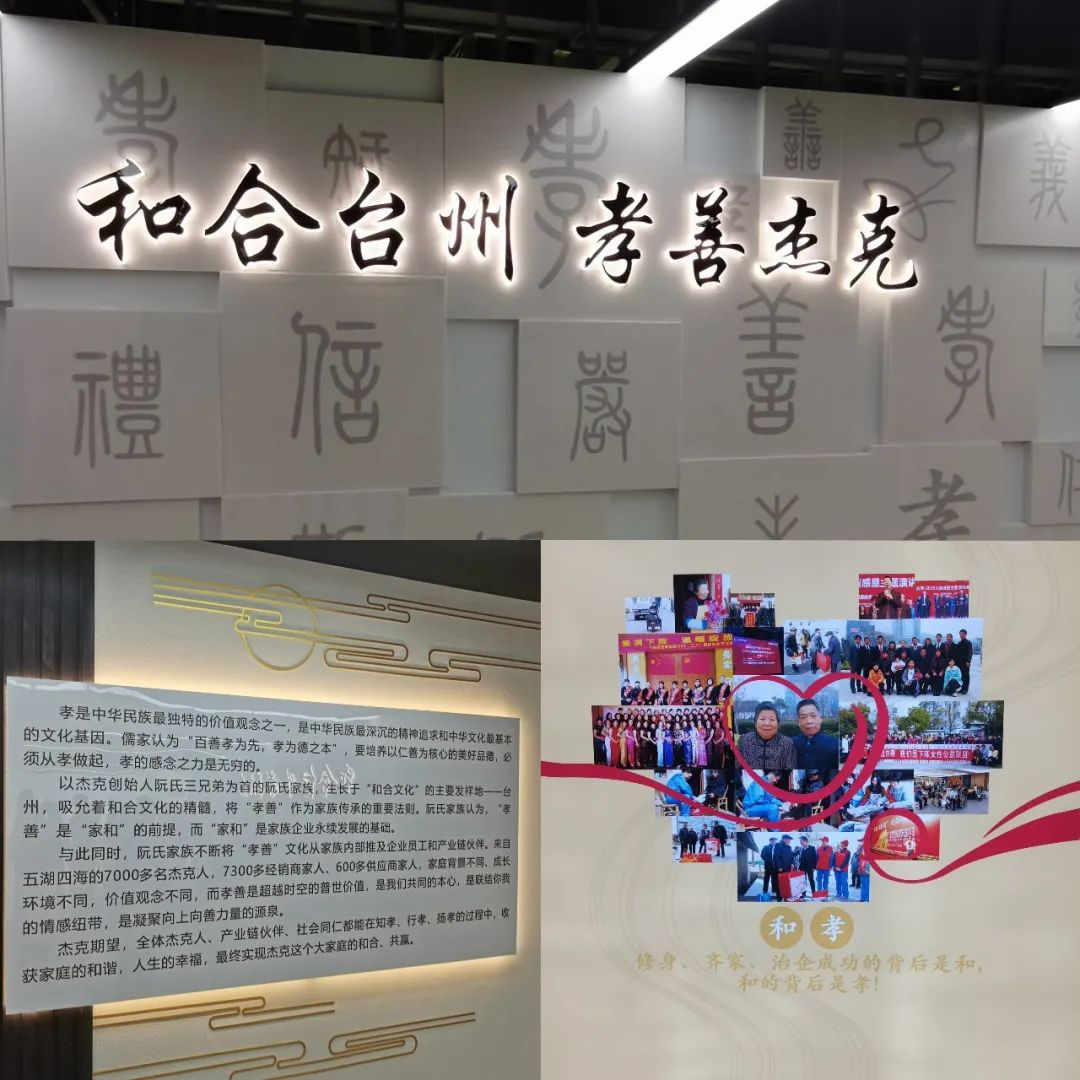 和合台州 孝善杰克
孝
孝
善
義
禮
信
嚴
善
孝
孝
孝是中华民族最独特的价值观念之一，是中华民族最深沉的精神追求和中华文化最基本
的文化基因。儒家认为“百善孝为先，孝为德之本”，要培养以仁善为核心的美好品德，必
须从孝做起，孝的感念之力是无穷的。
以杰克创始人阮氏三兄弟为首的阮氏家族，生长于“和合文化”的主要发祥地——台
州，吸允着和合文化的精髓，将“孝善”作为家族传承的重要法则。阮氏家族认为，“孝
善”是“家和”的前提，而“家和”是家族企业永续发展的基础。
与此同时，阮氏家族不断将“孝善”文化从家族内部推及企业员工和产业链伙伴。来自
五湖四海的7000多名杰克人，7300多经销商家人、600多供应商家人，家庭背景不同、成长
环境不同，价值观念不同，而孝善是超越时空的普世价值，是我们共同的本心，是联结你我
的情感纽带，是凝聚向上向善力量的源泉。
杰克期望，全体杰克人、产业链伙伴、社会同仁都能在知孝、行孝、扬孝的过程中，收
获家庭的和谐，人生的幸福，最终实现杰克这个大家庭的和合、共赢。
和 孝
修身、齐家、治企成功的背后是和，
和的背后是孝！